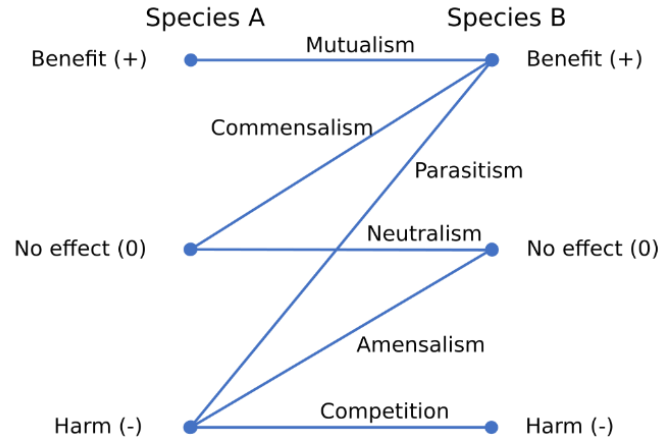 Species A
Species B
Benefit (+)
Mutualism
Benefit (+)
Commensalism
Parasitism
No effect (0)
Neutralism
No effect (0)
Amensalism
Harm (-)
Competition
Harm (-)